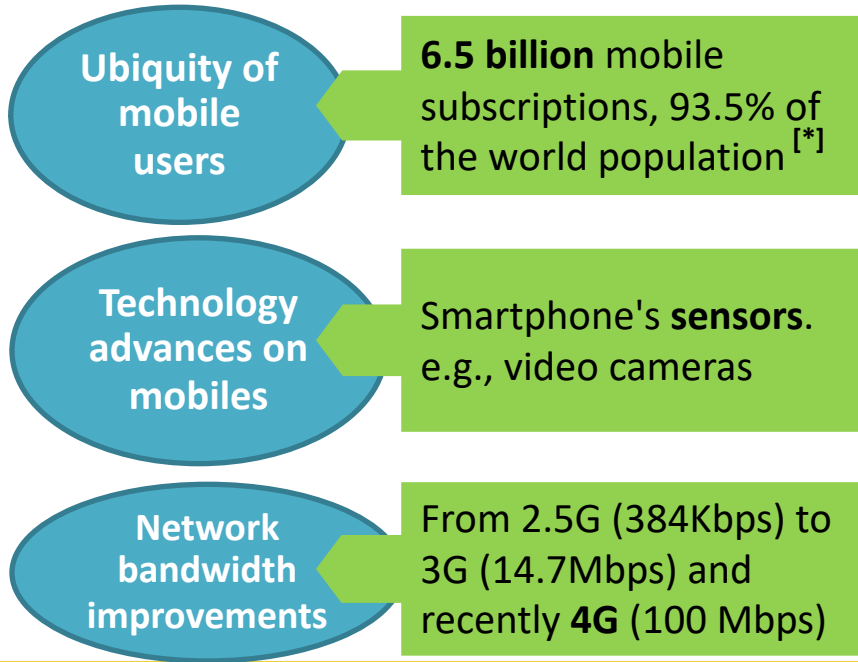 Ubiquity of
mobile
users
6.5 billion mobile
subscriptions, 93.5% of
the world population [*]
Technology
advances on
mobiles
Smartphone's sensors.
e.g., video cameras
Network
bandwidth
improvements
From 2.5G (384Kbps) to
3G (14.7Mbps) and
recently 4G (100 Mbps)